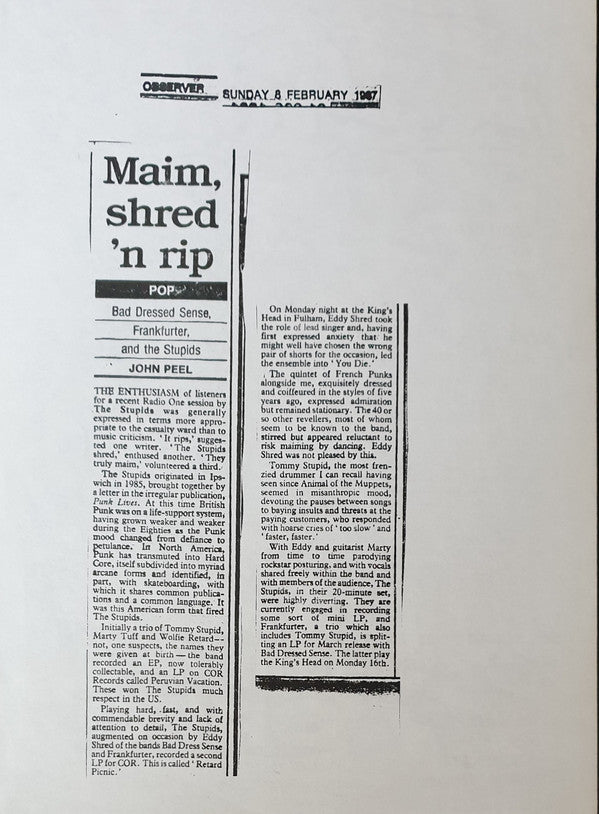 OBSERVER SUNDAY 8 FEBRUARY 1987
Maim,
shred
'n rip
POP
Bad Dressed Sense,
Frankfurter,
and the Stupids
JOHN PEEL
THE ENTHUSIASM of listeners
for a recent Radio One session by
The Stupids was generally
expressed in terms more appro-
priate to the casualty ward than to
music criticism. 'It rips,' sugges-
ted one writer. 'The Stupids
shred,' enthused another. 'They
truly maim,' volunteered a third.
The Stupids originated in Ips-
wich in 1985, brought together by
a letter in the irregular publication,
Punk Lives. At this time British
Punk was on a life-support system,
having grown weaker and weaker
during the Eighties as the Punk
mood changed from defiance to
petulance. In North America,
Punk has transmuted into Hard
Core, itself subdivided into myriad
arcane forms and identified, in
part, with skateboarding, with
which it shares common publica-
tions and a common language. It
was this American form that fired
The Stupids.
Initially a trio of Tommy Stupid,
Marty Tuff and Wolfie Retard—
not, one suspects, the names they
were given at birth — the band
recorded an EP, now tolerably
collectable, and an LP on COR
Records called Peruvian Vacation.
These won The Stupids much
respect in the US.
Playing hard, fast, and with
commendable brevity and lack of
attention to detail, The Stupids,
augmented on occasion by Eddy
Shred of the bands Bad Dress Sense
and Frankfurter, recorded a second
LP for COR. This is called 'Retard
Picnic.'
On Monday night at the King's
Head in Fulham, Eddy Shred took
the role of lead singer and, having
first expressed anxiety that he
might well have chosen the wrong
pair of shorts for the occasion, led
the ensemble into 'You Die.'
The quintet of French Punks
alongside me, exquisitely dressed
and coiffeured in the styles of five
years ago, expressed admiration
but remained stationary. The 40 or
so other revellers, most of whom
seem to be known to the band,
stirred but appeared reluctant to
risk maiming by dancing. Eddy
Shred was not pleased by this.
Tommy Stupid, the most fren-
zied drummer I can recall having
seen since Animal of the Muppets,
seemed in misanthropic mood,
devoting the pauses between songs
to baying insults and threats at the
paying customers, who responded
with hoarse cries of 'too slow' and
'faster, faster.'
With Eddy and guitarist Marty
from time to time parodying
rockstar posturing, and with vocals
shared freely within the band and
with members of the audience, The
Stupids, in their 20-minute set,
were highly diverting. They are
currently engaged in recording
some sort of mini LP, and
Frankfurter, a trio which also
includes Tommy Stupid, is split-
ting an LP for March release with
Bad Dressed Sense. The latter play
the King's Head on Monday 16th.